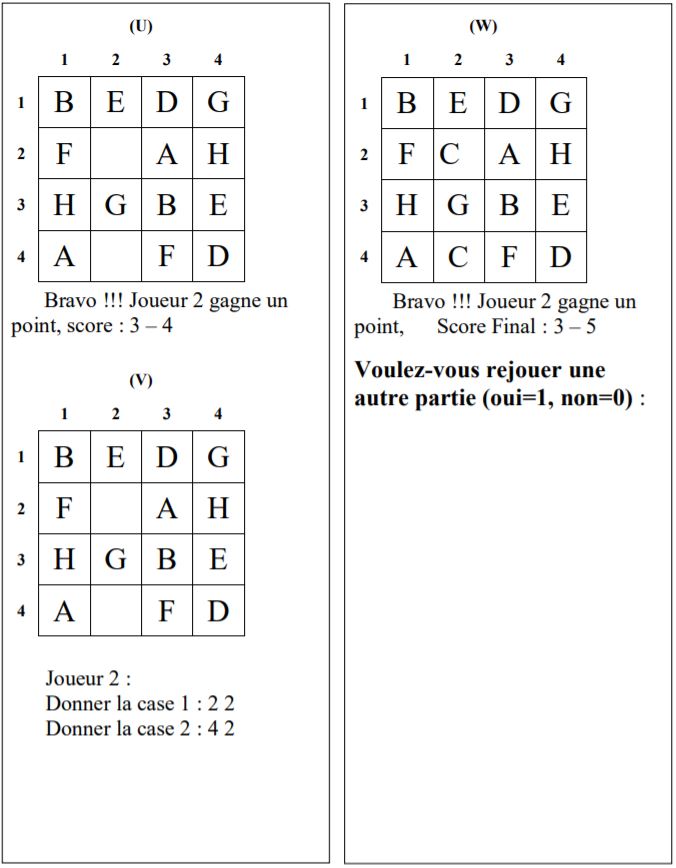 (U)
1 2 3 4
1 B E D G
2 F A H
3 H G B E
4 A F D
Bravo !!! Joueur 2 gagne un
point, score : 3 – 4
(V)
1 2 3 4
1 B E D G
2 F A H
3 H G B E
4 A F D
Joueur 2 :
Donner la case 1 : 2 2
Donner la case 2 : 4 2
(W)
1 2 3 4
1 B E D G
2 F C A H
3 H G B E
4 A C F D
Bravo !!! Joueur 2 gagne un
point, Score Final : 3 – 5
Voulez-vous rejouer une
autre partie (oui=1, non=0) :